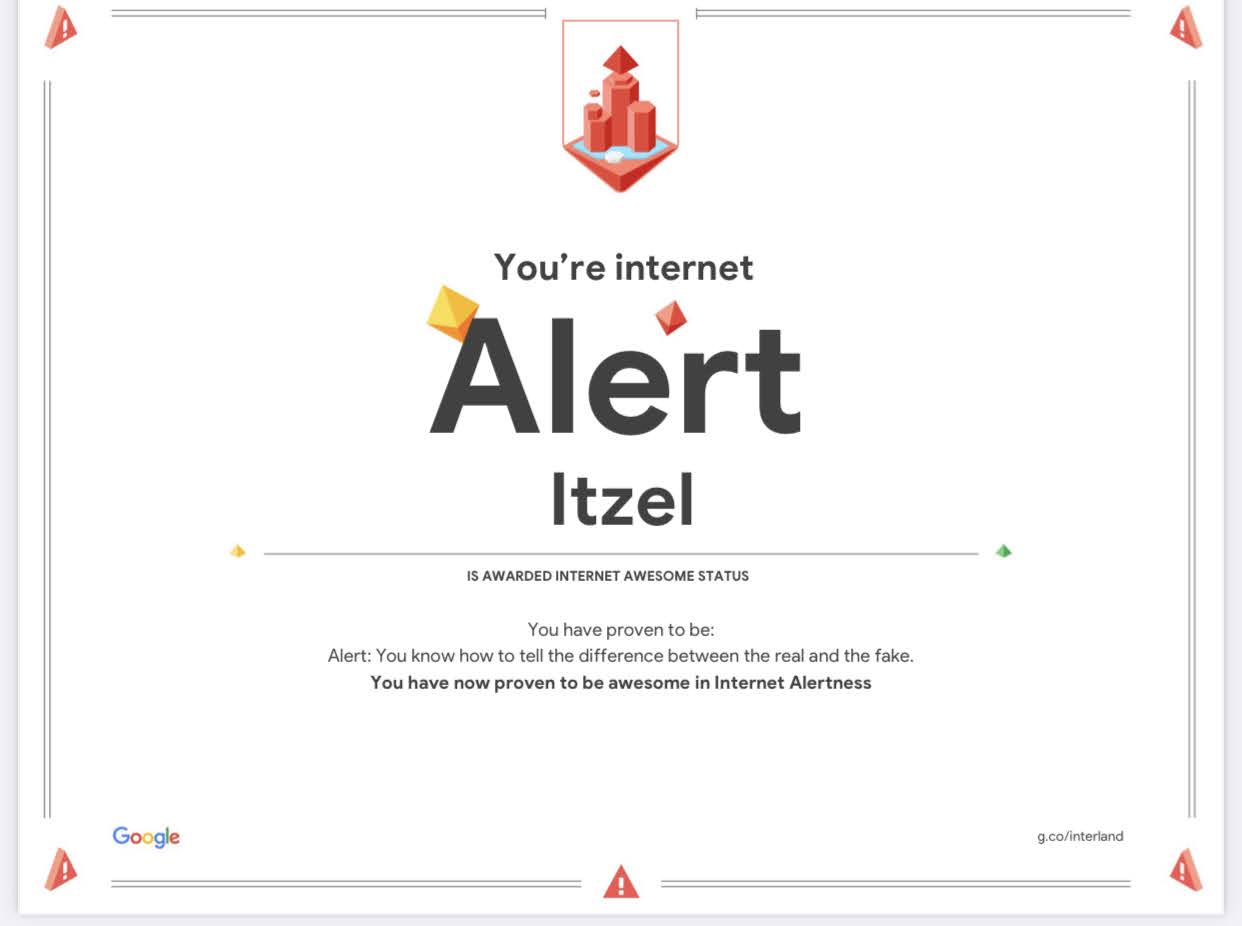 You're internet
Alert
Itzel
IS AWARDED INTERNET AWESOME STATUS
You have proven to be:
Alert: You know how to tell the difference between the real and the fake.
You have now proven to be awesome in Internet Alertness
Google
g.co/interland